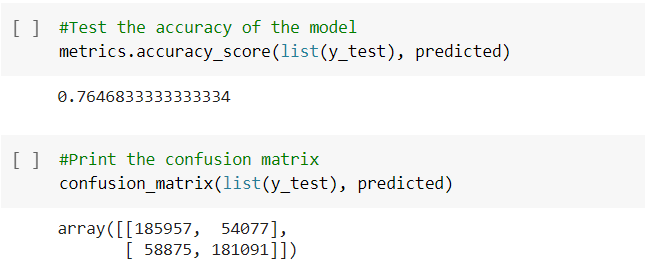 [ ] #Test the accuracy of the model
metrics.accuracy_score(list(y_test), predicted)
0.7646833333333334
[ ] #Print the confusion matrix
confusion_matrix(list(y_test), predicted)
array([[185957,  54077],
[ 58875, 181091]])